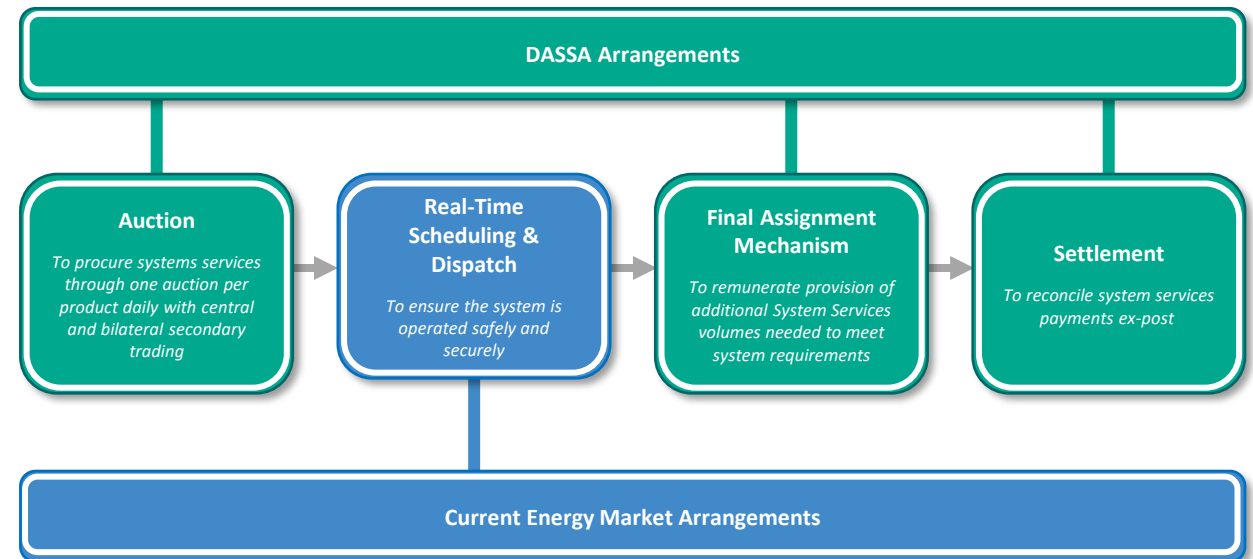 DASSA Arrangements
Auction
To procure systems services
through one auction per
product daily with central
and bilateral secondary
trading
Real-Time
Scheduling &
Dispatch
To ensure the system is
operated safely and
securely
Final Assignment
Mechanism
To remunerate provision of
additional System Services
volumes needed to meet
system requirements
Settlement
To reconcile system services
payments ex-post
Current Energy Market Arrangements